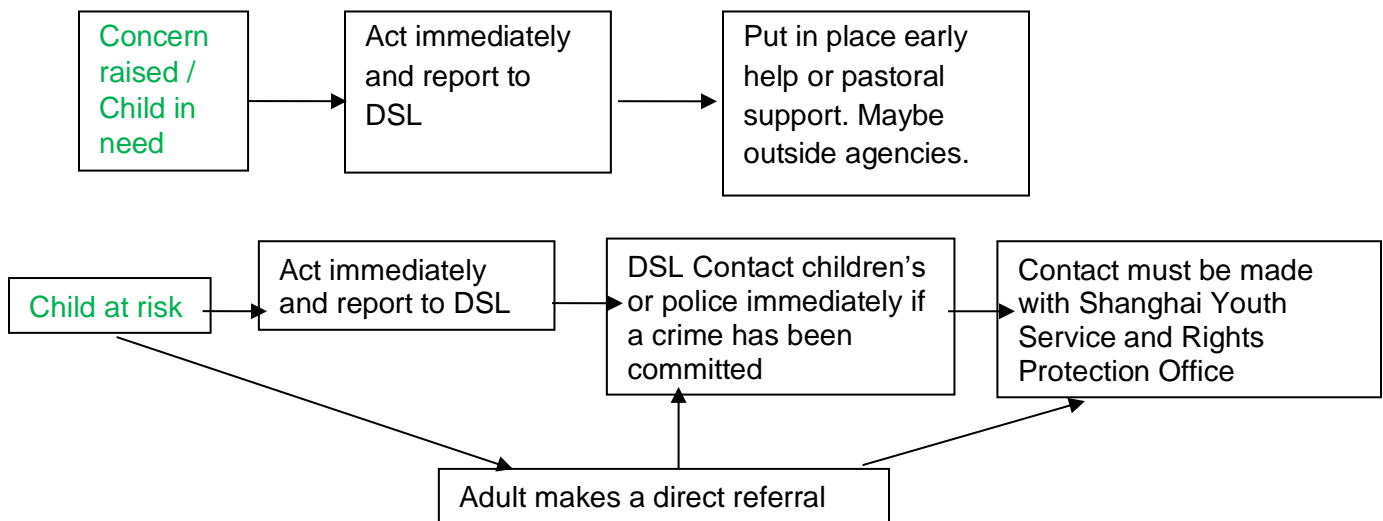 Concern
raised /
Child in
need
Act immediately
and report to
DSL
Put in place early
help or pastoral
support. Maybe
outside agencies.
Child at risk
Act immediately
and report to DSL
DSL Contact children’s
or police immediately if
a crime has been
committed
Contact must be made
with Shanghai Youth
Service and Rights
Protection Office
Adult makes a direct referral